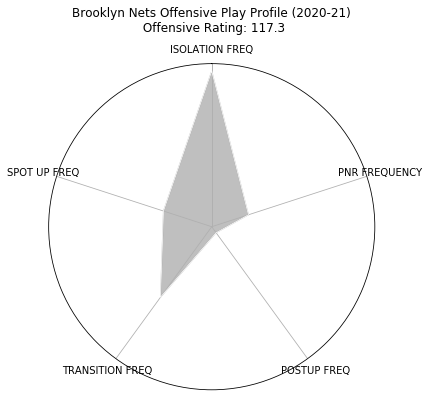 Brooklyn Nets Offensive Play Profile (2020-21)
Offensive Rating: 117.3
ISOLATION FREQ
SPOT UP FREQ
PNR FREQUENCY
TRANSITION FREQ
POSTUP FREQ